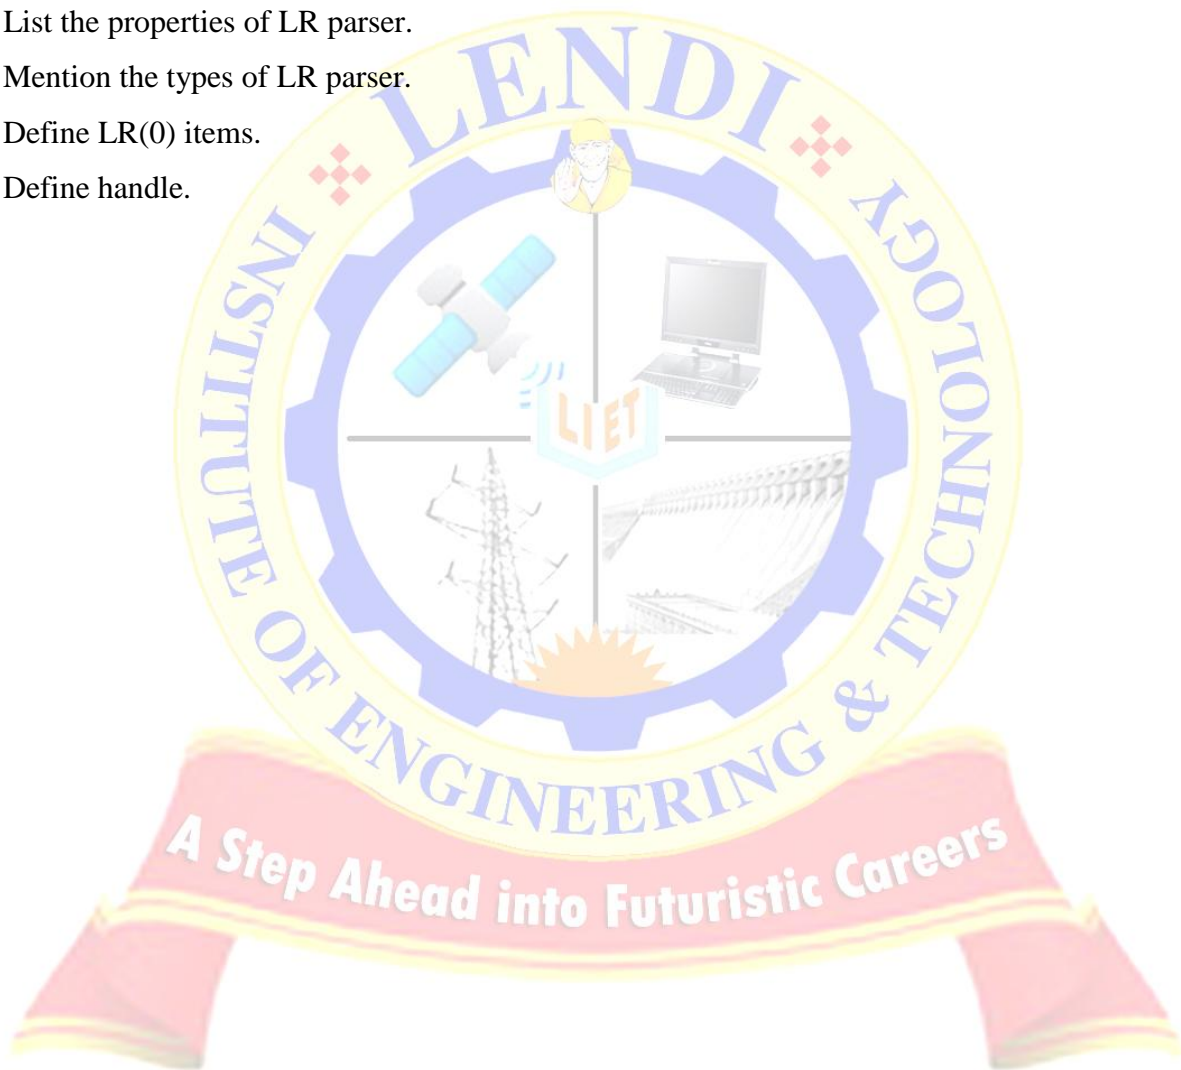 List the properties of LR parser.
Mention the types of LR parser.
Define LR(0) items.
Define handle.
LENDI
INSTITUTE OF ENGINEERING & TECHNOLOGY
LIET
A Step Ahead into Futuristic Careers